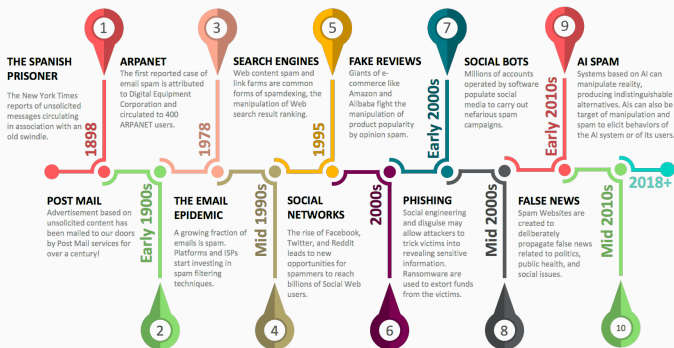 1
3
5
7
9
THE SPANISH
PRISONER
The New York Times
reports of unsolicited
messages circulating
in association with an
old swindle.
1898
ARPANET
The first reported case of
email spam is attributed
to Digital Equipment
Corporation and
circulated to 400
ARPANET users.
1978
SEARCH ENGINES
Web content spam and
link farms are common
forms of spamdexing, the
manipulation of Web
search result ranking.
1995
FAKE REVIEWS
Giants of e-
commerce like
Amazon and
Alibaba fight the
manipulation of
product popularity
by opinion spam.
Early 2000s
SOCIAL BOTS
Millions of accounts
operated by software
populate social
media to carry out
nefarious spam
campaigns.
Early 2010s
AI SPAM
Systems based on AI can
manipulate reality,
producing indistinguishable
alternatives. AIs can also be
target of manipulation and
spam to elicit behaviors of
the AI system or of its users.
2018+
POST MAIL
Advertisement based on
unsolicited content has
been mailed to our doors
by Post Mail services for
over a century!
Early 1900s
THE EMAIL
EPIDEMIC
A growing fraction of
emails is spam.
Platforms and ISPs
start investing in
spam filtering
techniques.
Mid 1990s
SOCIAL
NETWORKS
The rise of Facebook,
Twitter, and Reddit
leads to new
opportunities for
spammers to reach
billions of Social Web
users.
2000s
PHISHING
Social engineering
and disguise may
allow attackers to
trick victims into
revealing sensitive
information.
Ransomware are
used to extort funds
from the victims.
Mid 2000s
FALSE NEWS
Spam Websites are
created to
deliberately
propagate false news
related to politics,
public health, and
social issues.
Mid 2010s
2
4
6
8
10